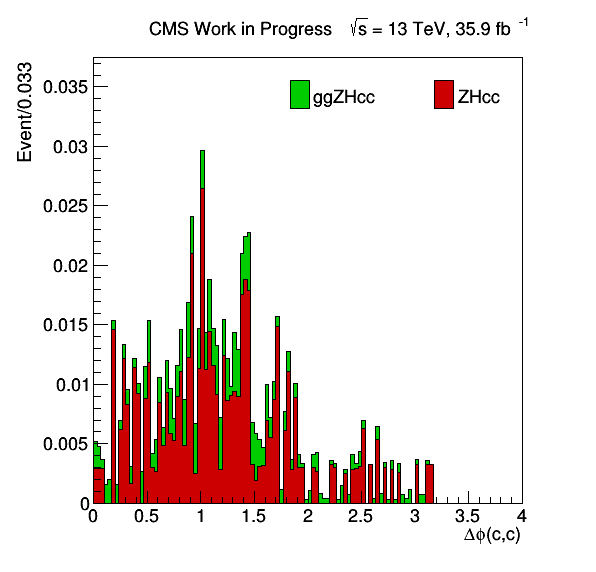 CMS Work in Progress √s = 13 TeV, 35.9 fb⁻¹
Event/0.033
ggZHcc ZHcc
0.035
0.03
0.025
0.02
0.015
0.01
0.005
0
0 0.5 1 1.5 2 2.5 3 3.5 4
Δϕ(c,c)